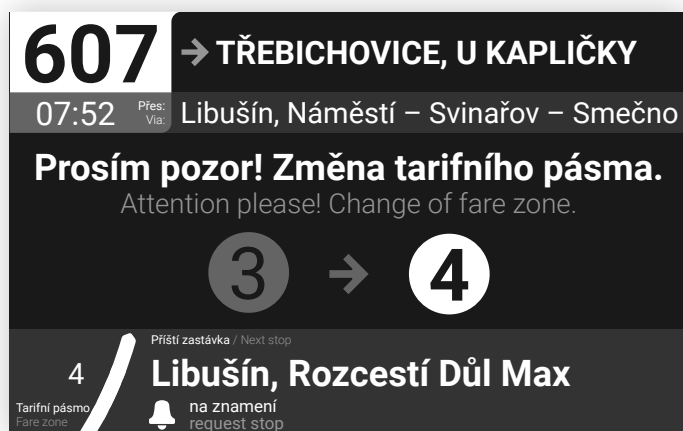 607 → TŘEBICHOVICE, U KAPLIČKY
07:52 Přes: Libušín, Náměstí – Svinařov – Smečno
Via:
Prosím pozor! Změna tarifního pásma.
Attention please! Change of fare zone.
3 → 4
Příští zastávka / Next stop
4 Libušín, Rozcestí Důl Max
Tarifní pásmo na znamení
Fare zone request stop